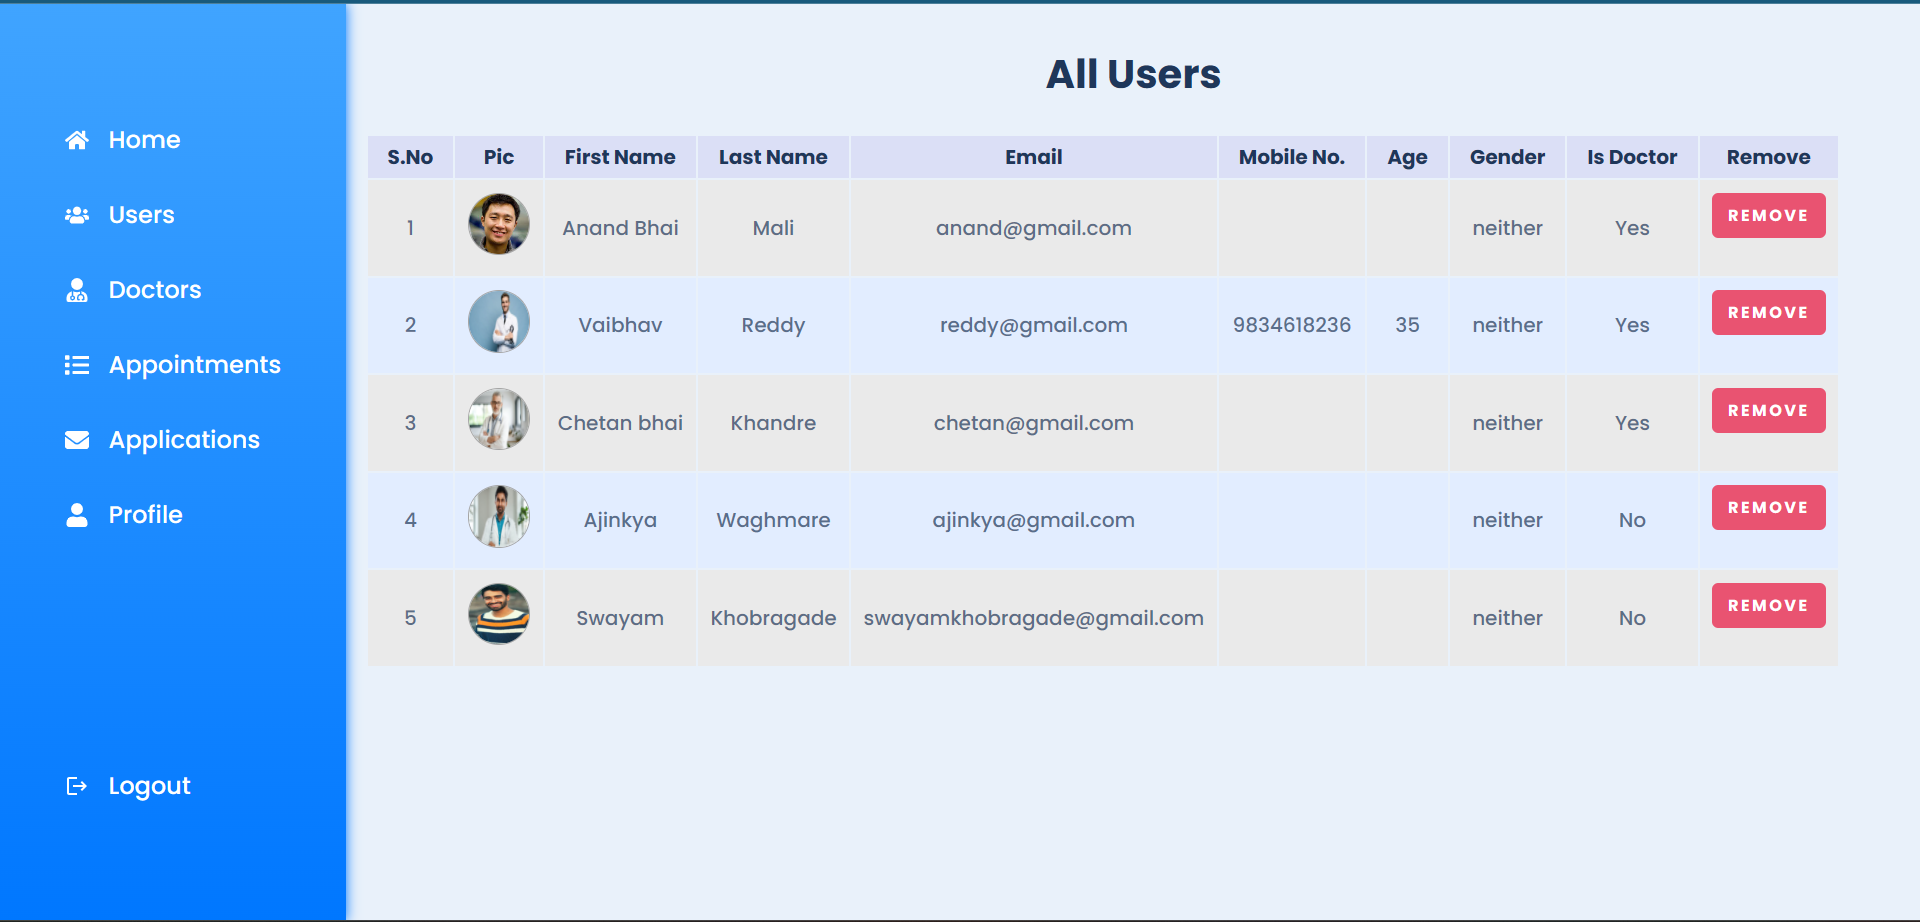 Home
Users
Doctors
Appointments
Applications
Profile
Logout
All Users
S.No Pic First Name Last Name Email Mobile No. Age Gender Is Doctor Remove
1 Anand Bhai Mali anand@gmail.com neither Yes REMOVE
2 Vaibhav Reddy reddy@gmail.com 9834618236 35 neither Yes REMOVE
3 Chetan bhai Khandre chetan@gmail.com neither Yes REMOVE
4 Ajinkya Waghmare ajinkya@gmail.com neither No REMOVE
5 Swayam Khobragade swayamkhobragade@gmail.com neither No REMOVE